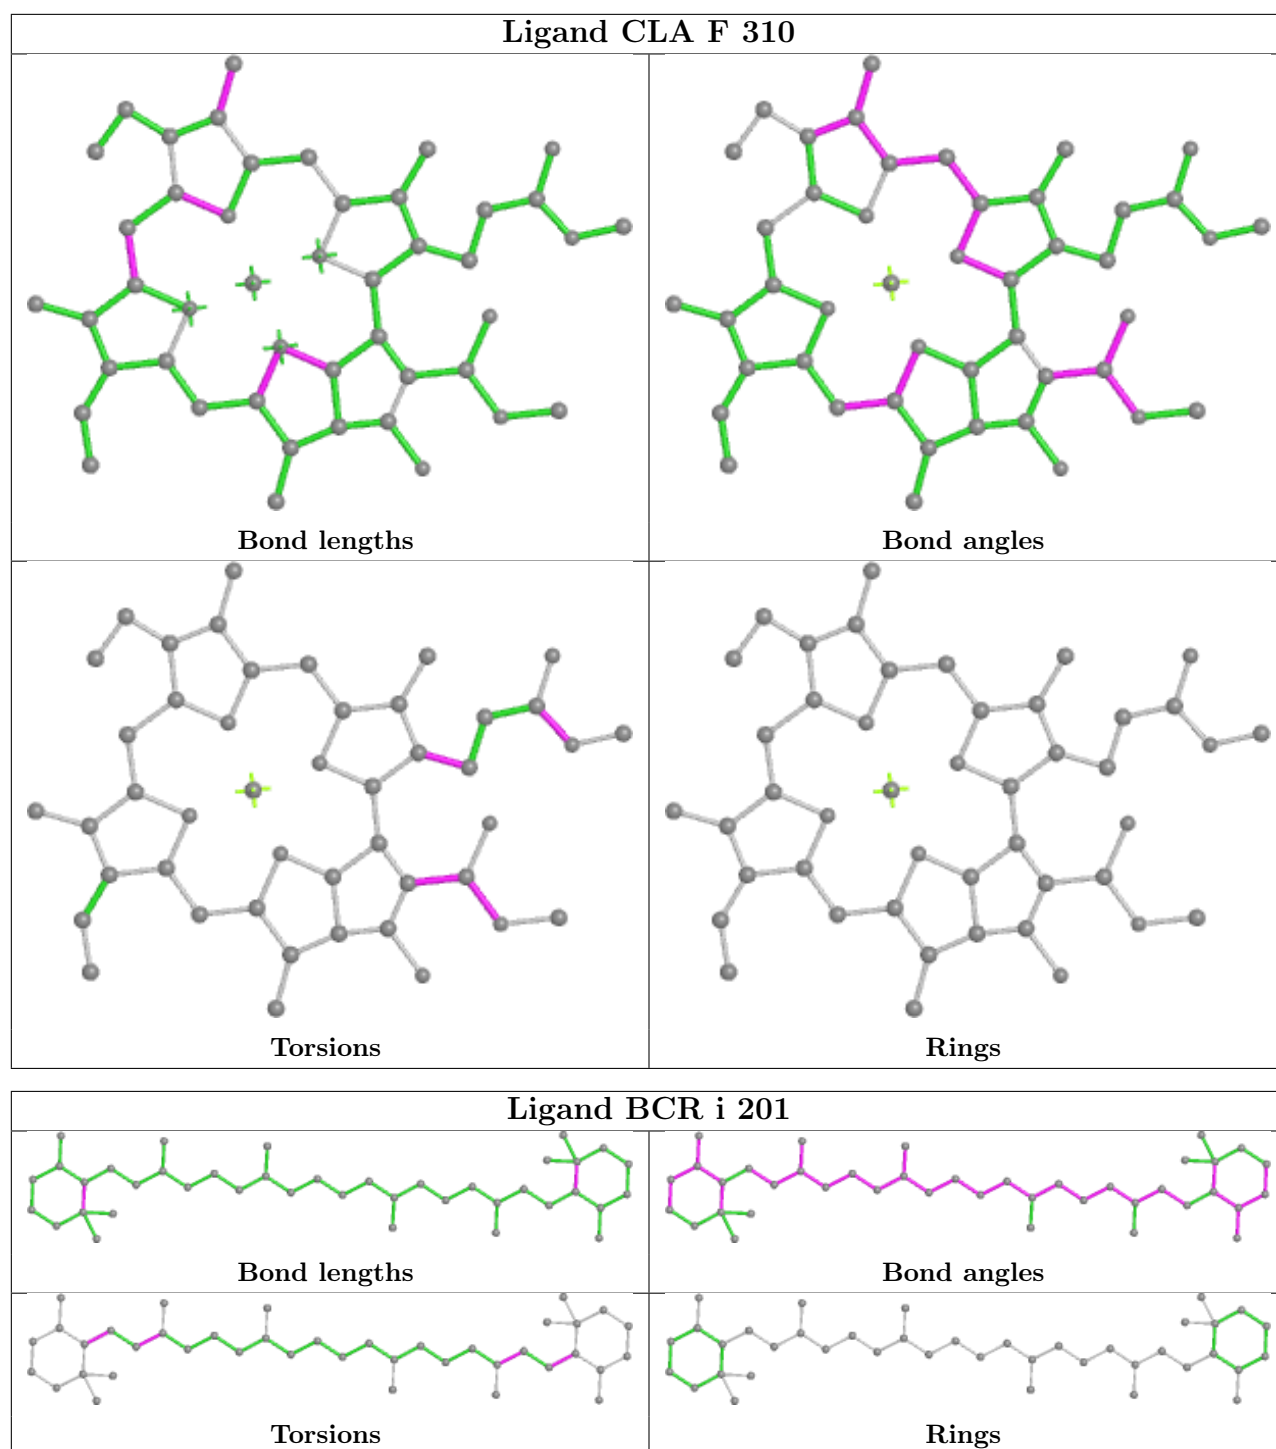 Ligand CLA F 310
Bond lengths
Bond angles
Torsions
Rings
Ligand BCR i 201
Bond lengths
Bond angles
Torsions
Rings